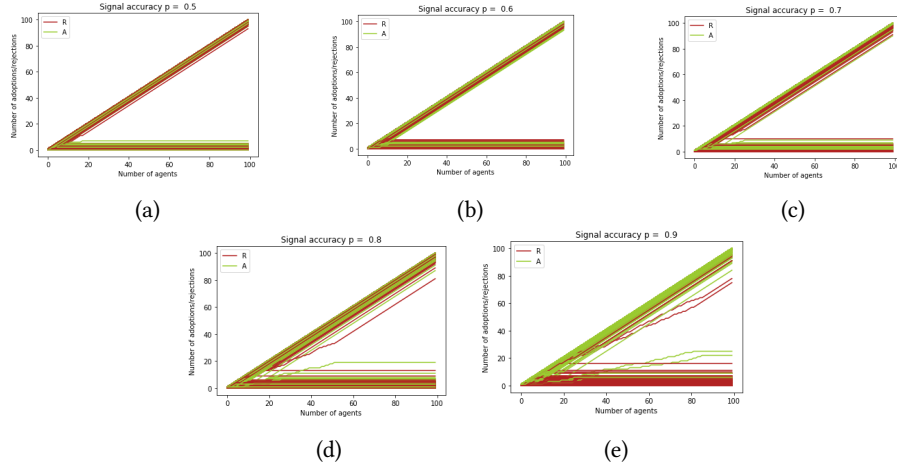 Signal accuracy p = 0.5
R
A
Number of adoptions/rejections
0
20
40
60
80
100
0
20
40
60
80
100
Number of agents
(a)
Signal accuracy p = 0.6
R
A
Number of adoptions/rejections
0
20
40
60
80
100
0
20
40
60
80
100
Number of agents
(b)
Signal accuracy p = 0.7
R
A
Number of adoptions/rejections
0
20
40
60
80
100
0
20
40
60
80
Number of agents
(c)
Signal accuracy p = 0.8
R
A
Number of adoptions/rejections
0
20
40
60
80
100
0
20
40
60
80
100
Number of agents
(d)
Signal accuracy p = 0.9
R
A
Number of adoptions/rejections
0
20
40
60
80
100
0
20
40
60
80
100
Number of agents
(e)